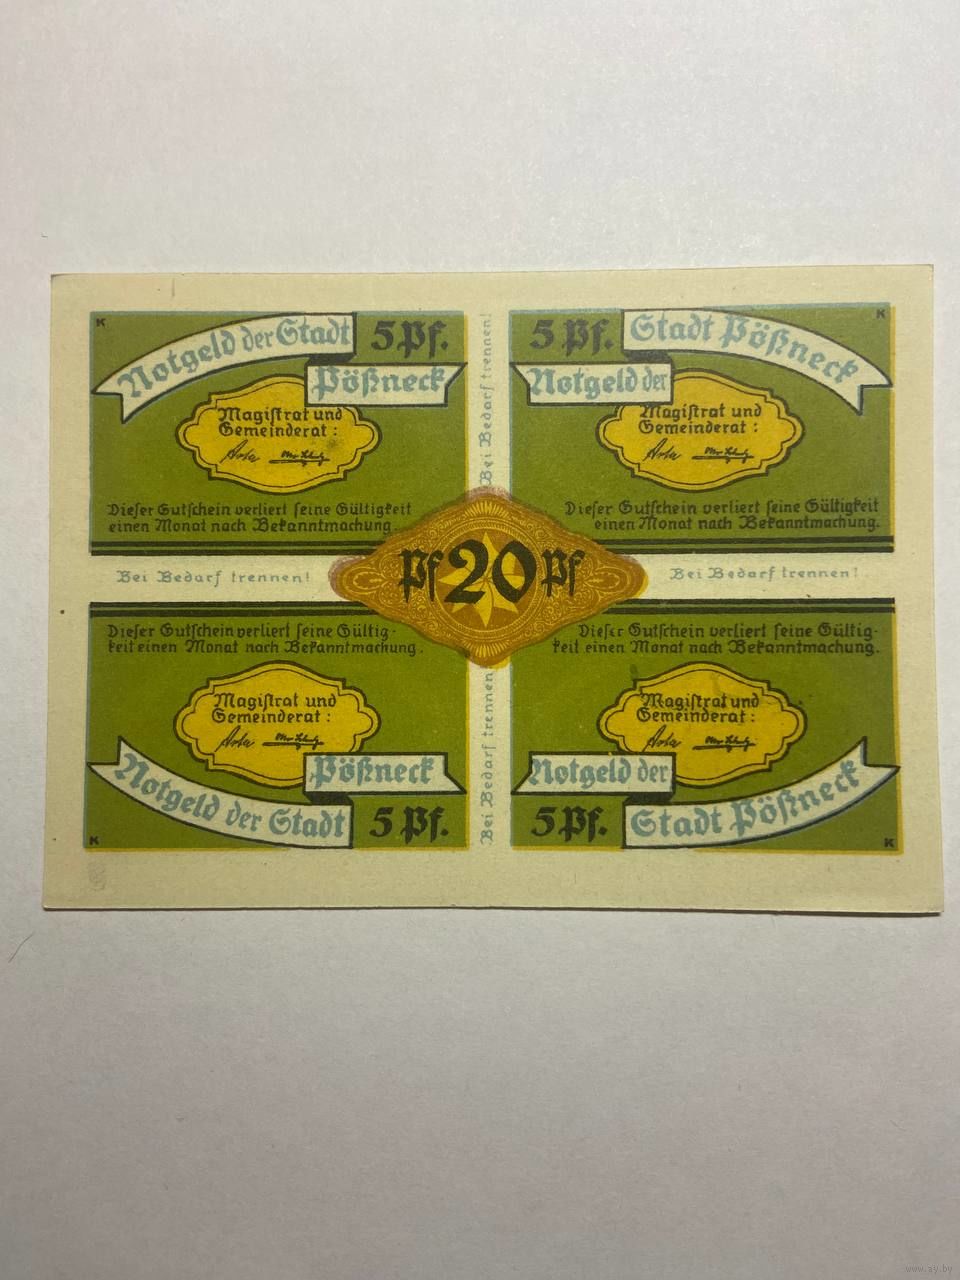 K
Notgeld der Stadt
Pößneck
5 Pf.
Magistrat und
Gemeinderat:
Dieser Gutschein verliert seine Gültigkeit
einen Monat nach Bekanntmachung.
K
5 Pf.
Notgeld der
Stadt Pößneck
Magistrat und
Gemeinderat:
Dieser Gutschein verliert seine Gültigkeit
einen Monat nach Bekanntmachung.
Bei Bedarf trennen!
Bei Bedarf trennen!
Pf 20 Pf
Bei Bedarf trennen!
Bei Bedarf trennen
Dieser Gutschein verliert seine Gültig-
keit einen Monat nach Bekanntmachung.
Magistrat und
Gemeinderat:
Notgeld der Stadt
Pößneck
5 Pf.
K
Dieser Gutschein verliert seine Gültig-
keit einen Monat nach Bekanntmachung.
Magistrat und
Gemeinderat:
Notgeld der
Stadt Pößneck
5 Pf.
K
www.ay.by